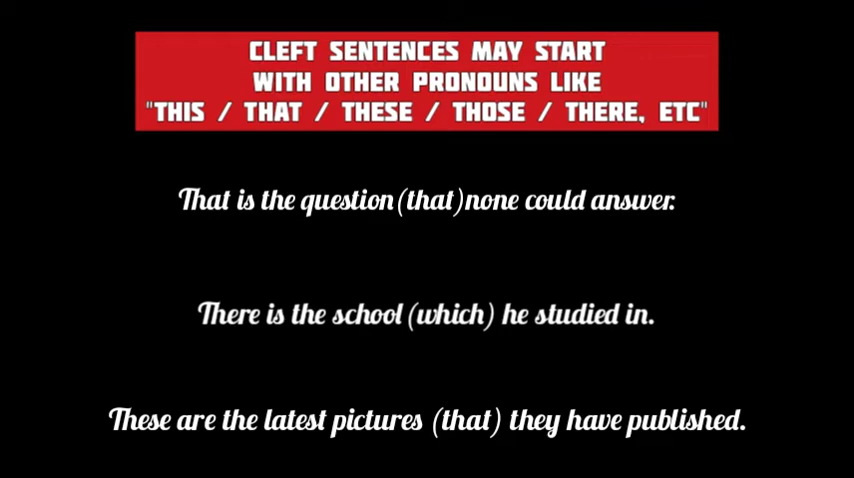 CLEFT SENTENCES MAY START
WITH OTHER PRONOUNS LIKE
"THIS / THAT / THESE / THOSE / THERE, ETC"
That is the question(that)none could answer.
There is the school (which) he studied in.
These are the latest pictures (that) they have published.